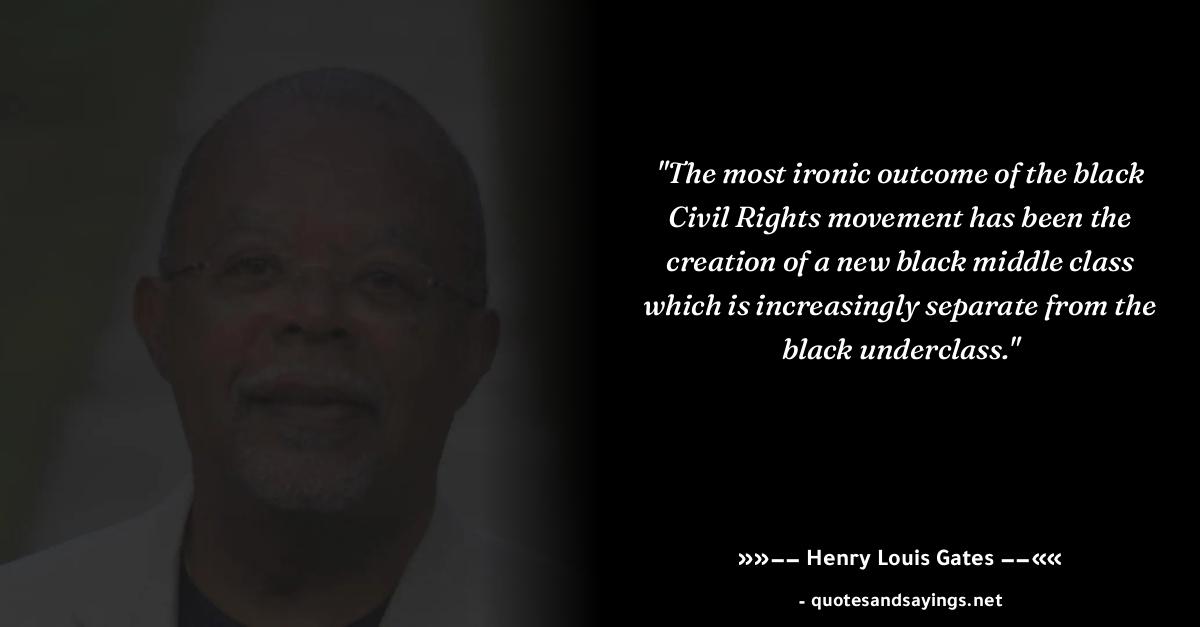 "The most ironic outcome of the black
Civil Rights movement has been the
creation of a new black middle class
which is increasingly separate from the
black underclass."
»»−− Henry Louis Gates −−««
- quotesandsayings.net